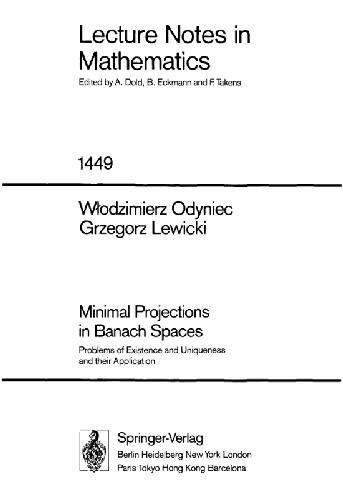 Lecture Notes in
Mathematics
Edited by A. Dold, B. Eckmann and F. Takens
1449
Włodzimierz Odyniec
Grzegorz Lewicki
Minimal Projections
in Banach Spaces
Problems of Existence and Uniqueness
and their Application
Springer-Verlag
Berlin Heidelberg New York London
Paris Tokyo Hong Kong Barcelona